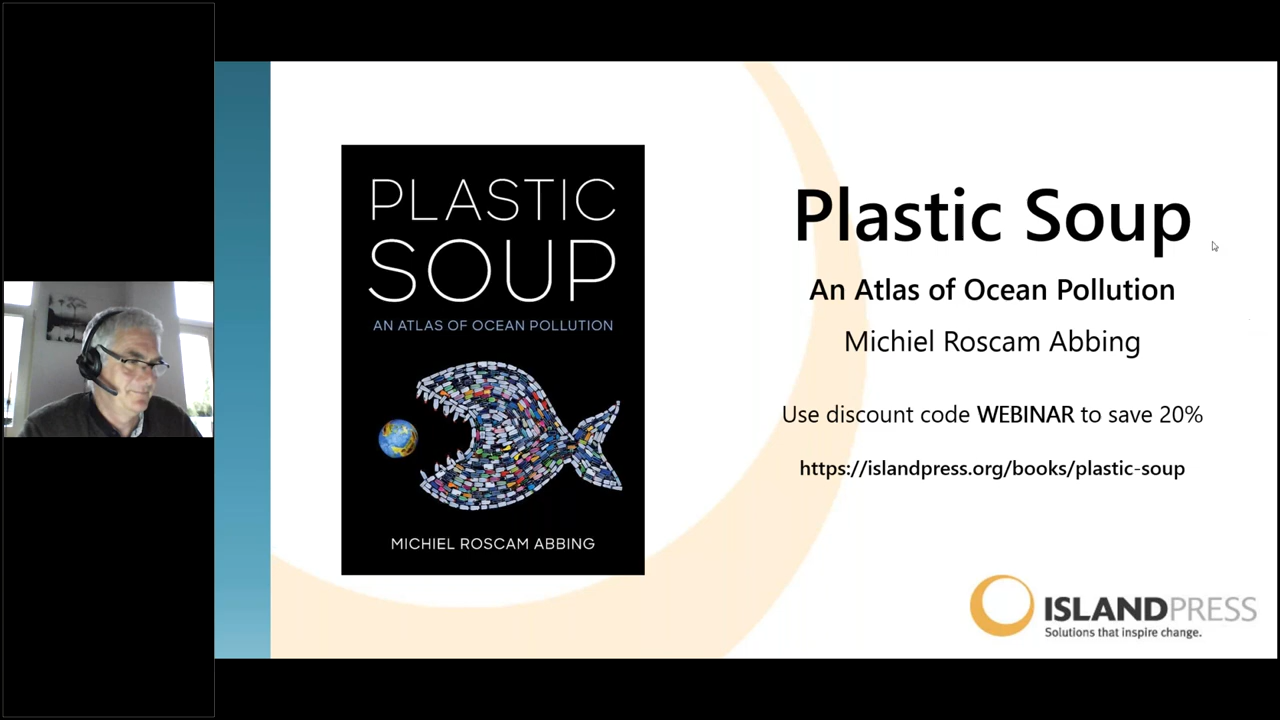 PLASTIC
SOUP
AN ATLAS OF OCEAN POLLUTION
MICHIEL ROSCAM ABBING
Plastic Soup
An Atlas of Ocean Pollution
Michiel Roscam Abbing
Use discount code WEBINAR to save 20%
https://islandpress.org/books/plastic-soup
ISLANDPRESS
Solutions that inspire change.